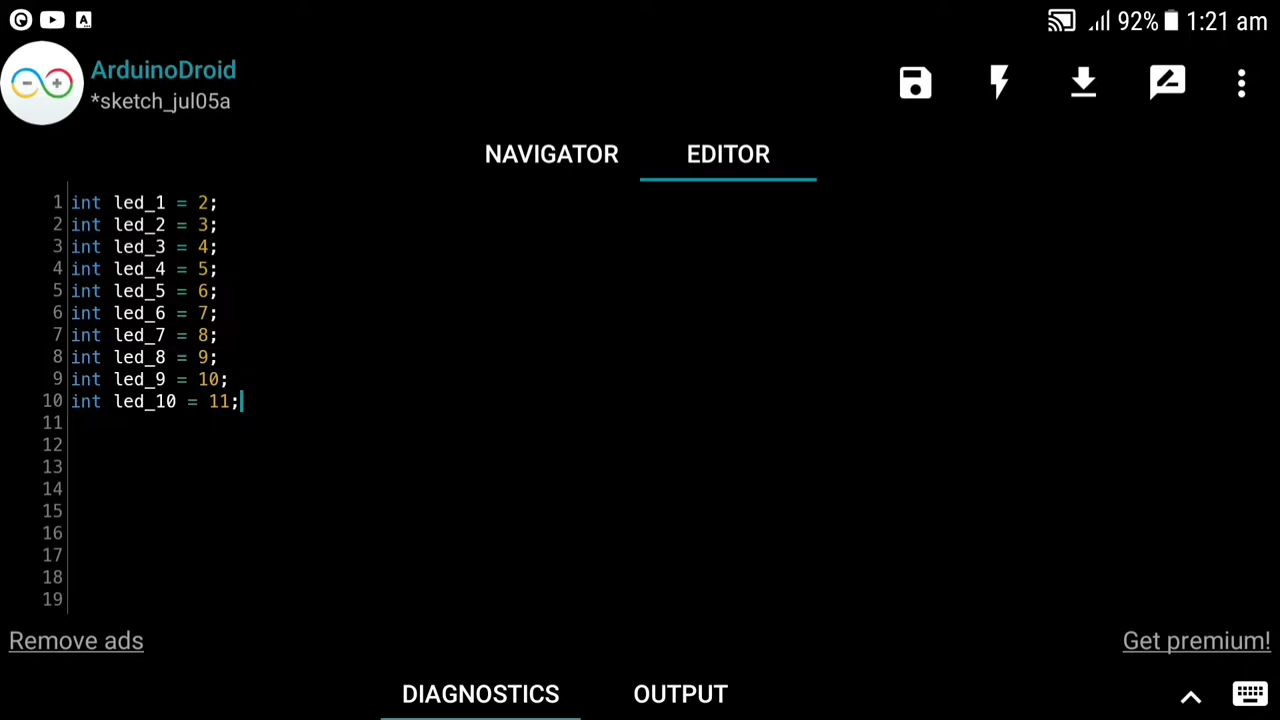 92% 1:21 am
ArduinoDroid
*sketch_jul05a
NAVIGATOR EDITOR
1 int led_1 = 2;
2 int led_2 = 3;
3 int led_3 = 4;
4 int led_4 = 5;
5 int led_5 = 6;
6 int led_6 = 7;
7 int led_7 = 8;
8 int led_8 = 9;
9 int led_9 = 10;
10 int led_10 = 11;
11
12
13
14
15
16
17
18
19
Remove ads Get premium!
DIAGNOSTICS OUTPUT